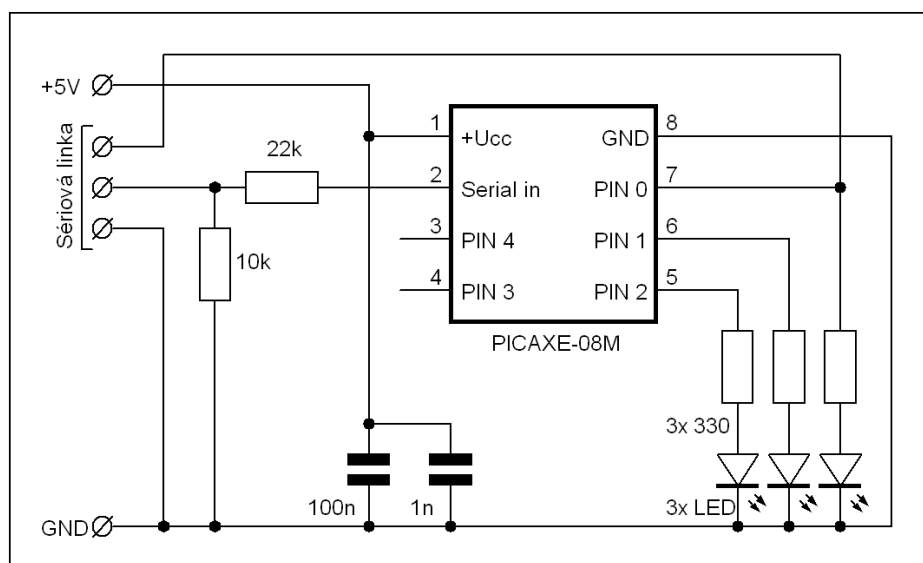 +5V
Sériová linka
GND
22k
10k
1
2
3
4
+Ucc
Serial in
PIN 4
PIN 3
GND
PIN 0
PIN 1
PIN 2
8
7
6
5
PICAXE-08M
100n
1n
3x 330
3x LED